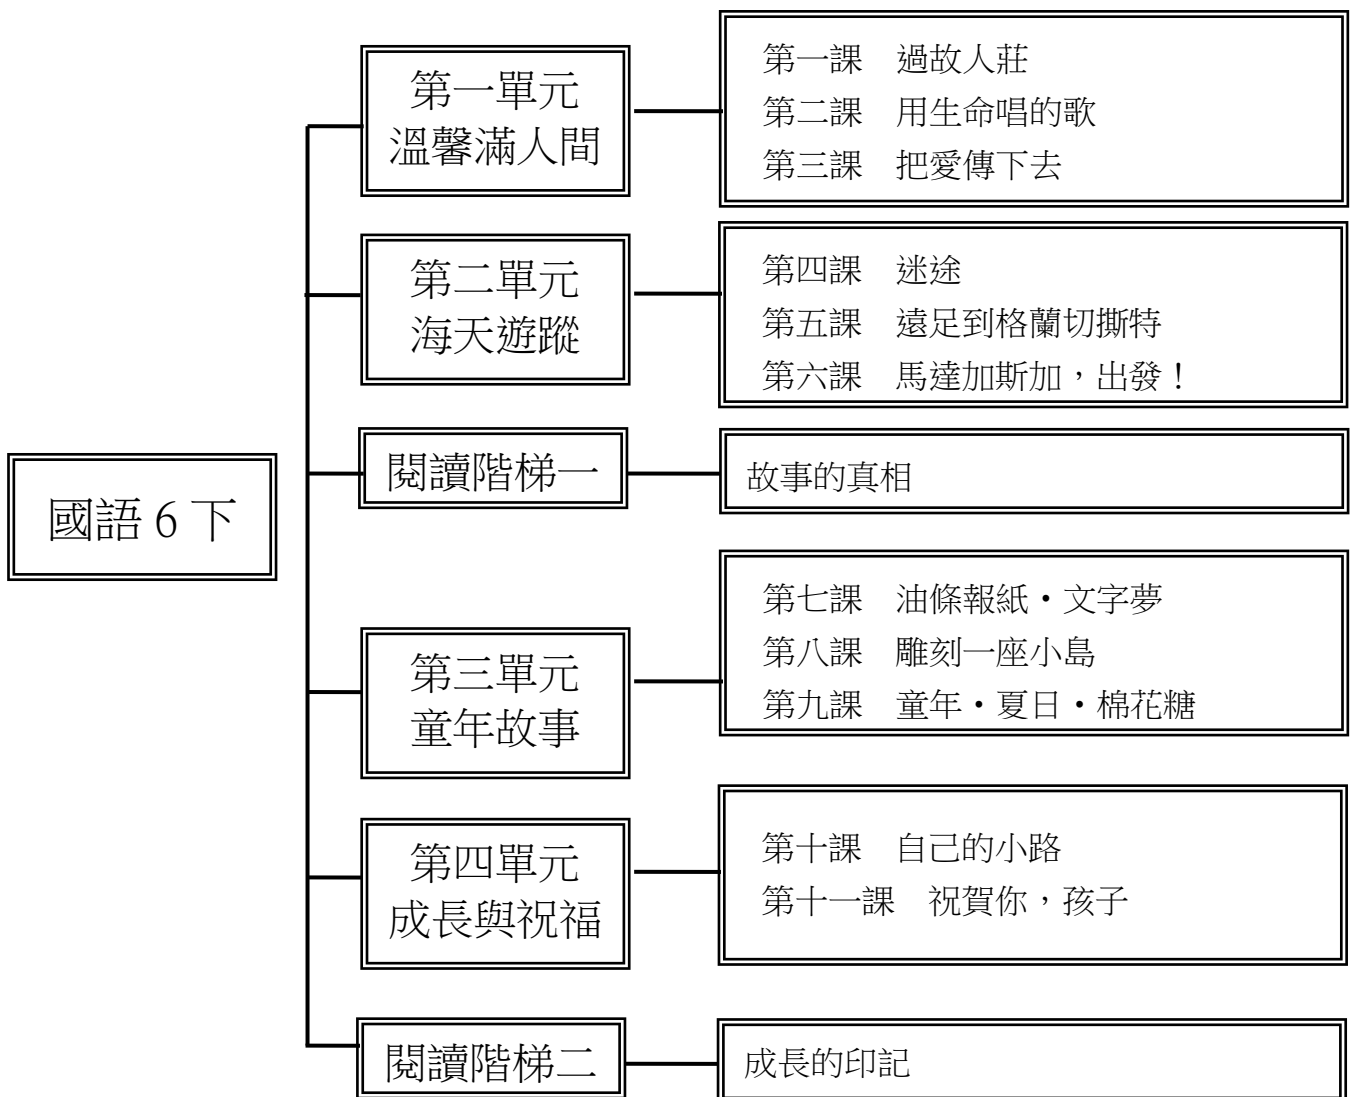 國語 6 下
第一單元
溫馨滿人間
第一課　過故人莊
第二課　用生命唱的歌
第三課　把愛傳下去
第二單元
海天遊蹤
第四課　迷途
第五課　遠足到格蘭切撕特
第六課　馬達加斯加，出發！
閱讀階梯一
故事的真相
第三單元
童年故事
第七課　油條報紙・文字夢
第八課　雕刻一座小島
第九課　童年・夏日・棉花糖
第四單元
成長與祝福
第十課　自己的小路
第十一課　祝賀你，孩子
閱讀階梯二
成長的印記